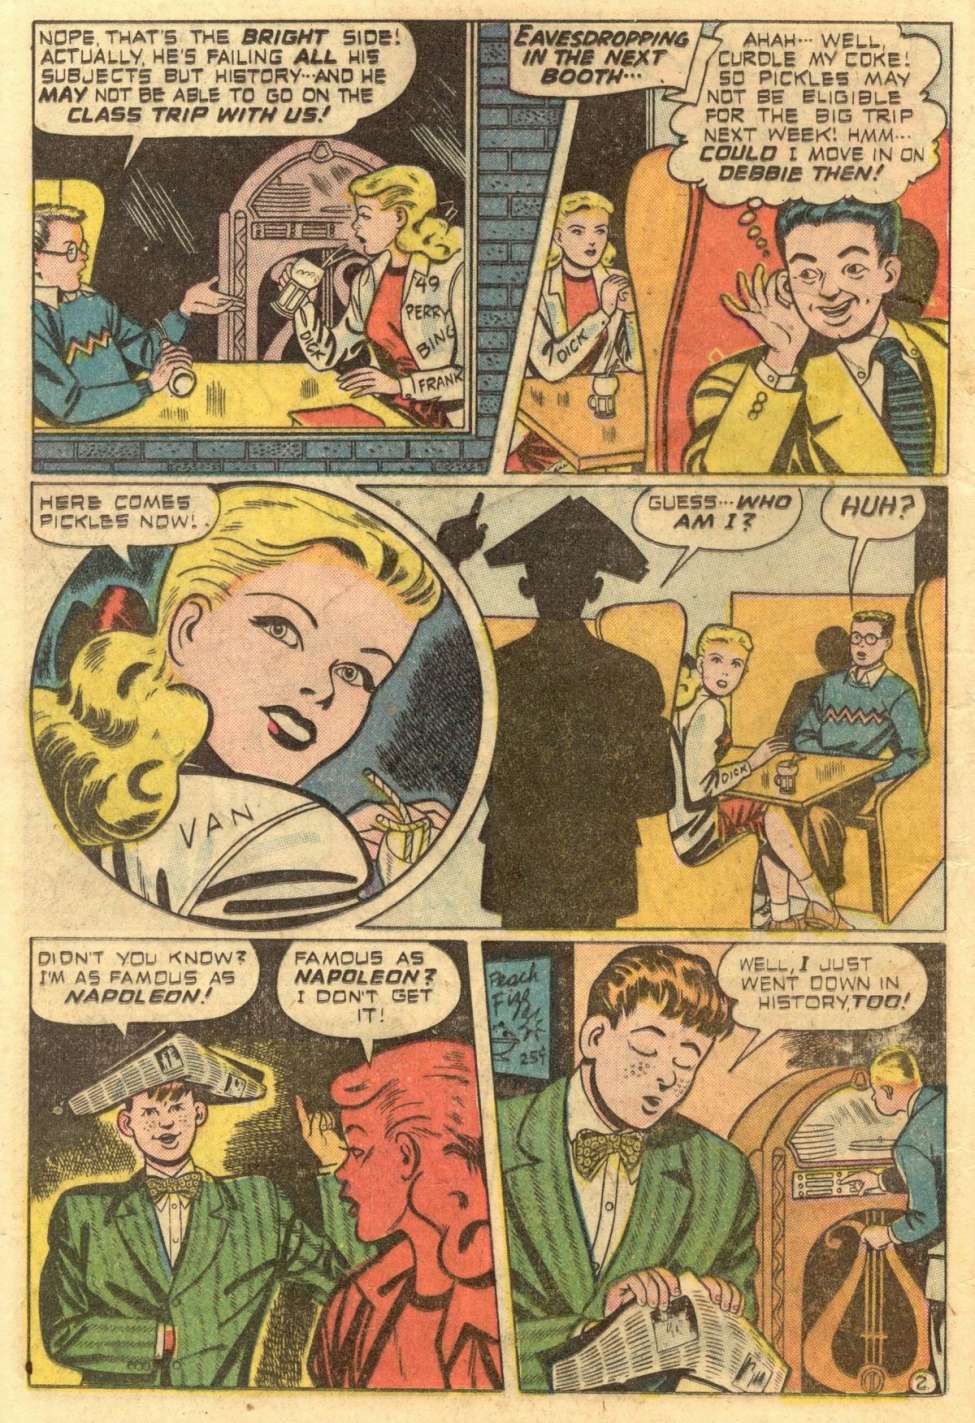 NOPE, THAT'S THE BRIGHT SIDE!
ACTUALLY, HE'S FAILING ALL HIS
SUBJECTS BUT HISTORY---AND HE
MAY NOT BE ABLE TO GO ON THE
CLASS TRIP WITH US!
'49
PERRY
BING
DICK
FRANK
EAVESDROPPING
IN THE NEXT
BOOTH---
AHAH--- WELL,
CURDLE MY COKE!
SO PICKLES MAY
NOT BE ELIGIBLE
FOR THE BIG TRIP
NEXT WEEK! HMM---
COULD I MOVE IN ON
DEBBIE THEN!
DICK
HERE COMES
PICKLES NOW!
VAN
GUESS---WHO
AM I?
HUH?
DICK
DIDN'T YOU KNOW?
I'M AS FAMOUS AS
NAPOLEON!
FAMOUS AS
NAPOLEON?
I DON'T GET
IT!
Peach
Fizz
25¢
WELL, I JUST
WENT DOWN IN
HISTORY, TOO!
2